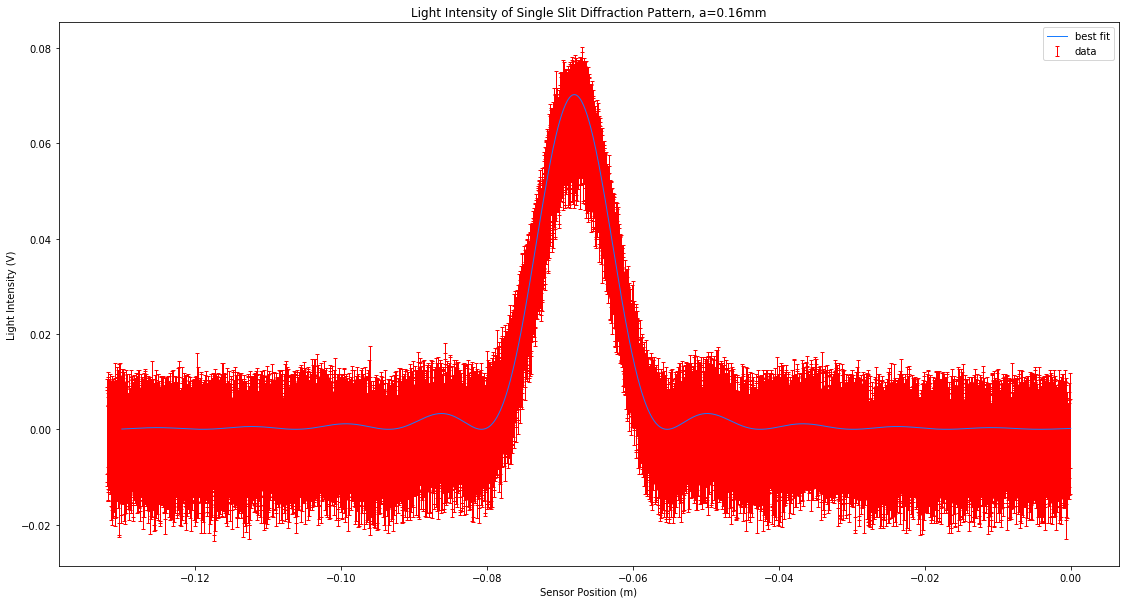 Light Intensity of Single Slit Diffraction Pattern, a=0.16mm
best fit
data
0.08
0.06
0.04
0.02
0.00
−0.02
Light Intensity (V)
−0.12
−0.10
−0.08
−0.06
−0.04
−0.02
0.00
Sensor Position (m)